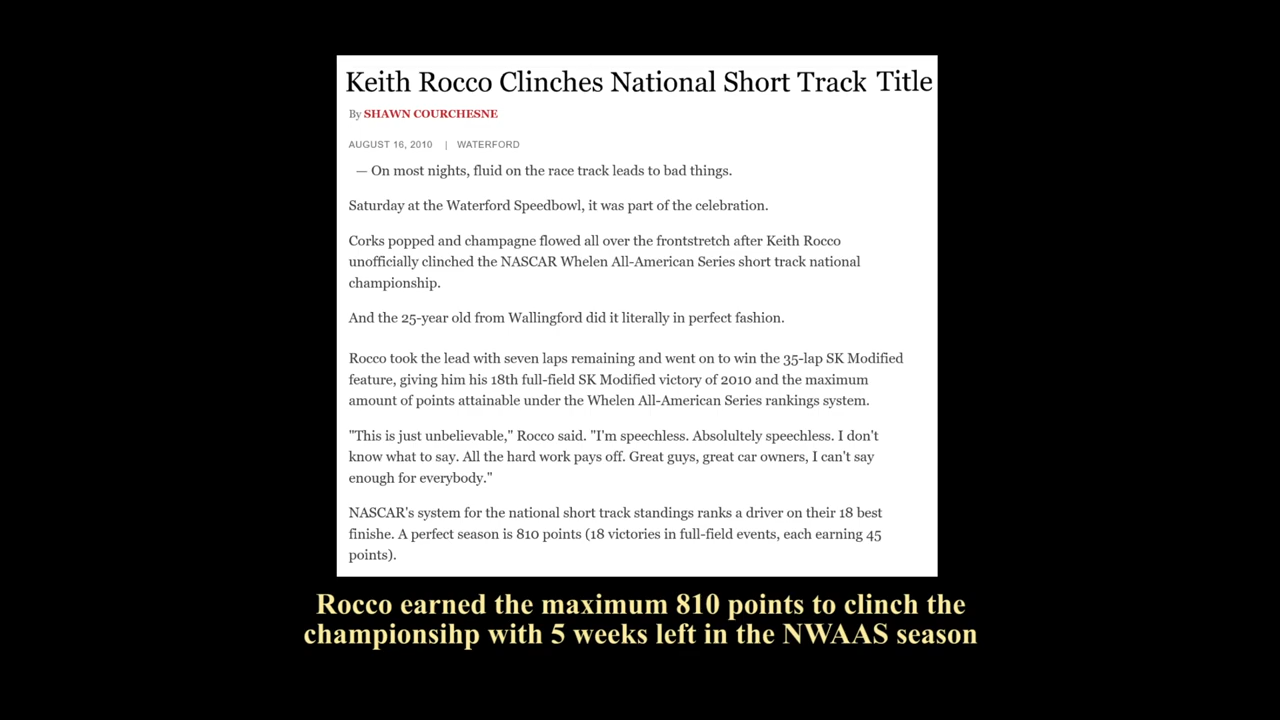 Keith Rocco Clinches National Short Track Title
By SHAWN COURCHESNE
AUGUST 16, 2010 | WATERFORD
— On most nights, fluid on the race track leads to bad things.
Saturday at the Waterford Speedbowl, it was part of the celebration.
Corks popped and champagne flowed all over the frontstretch after Keith Rocco
unofficially clinched the NASCAR Whelen All-American Series short track national
championship.
And the 25-year old from Wallingford did it literally in perfect fashion.
Rocco took the lead with seven laps remaining and went on to win the 35-lap SK Modified
feature, giving him his 18th full-field SK Modified victory of 2010 and the maximum
amount of points attainable under the Whelen All-American Series rankings system.
"This is just unbelievable," Rocco said. "I'm speechless. Absolultely speechless. I don't
know what to say. All the hard work pays off. Great guys, great car owners, I can't say
enough for everybody."
NASCAR's system for the national short track standings ranks a driver on their 18 best
finishe. A perfect season is 810 points (18 victories in full-field events, each earning 45
points).
Rocco earned the maximum 810 points to clinch the
championsihp with 5 weeks left in the NWAAS season